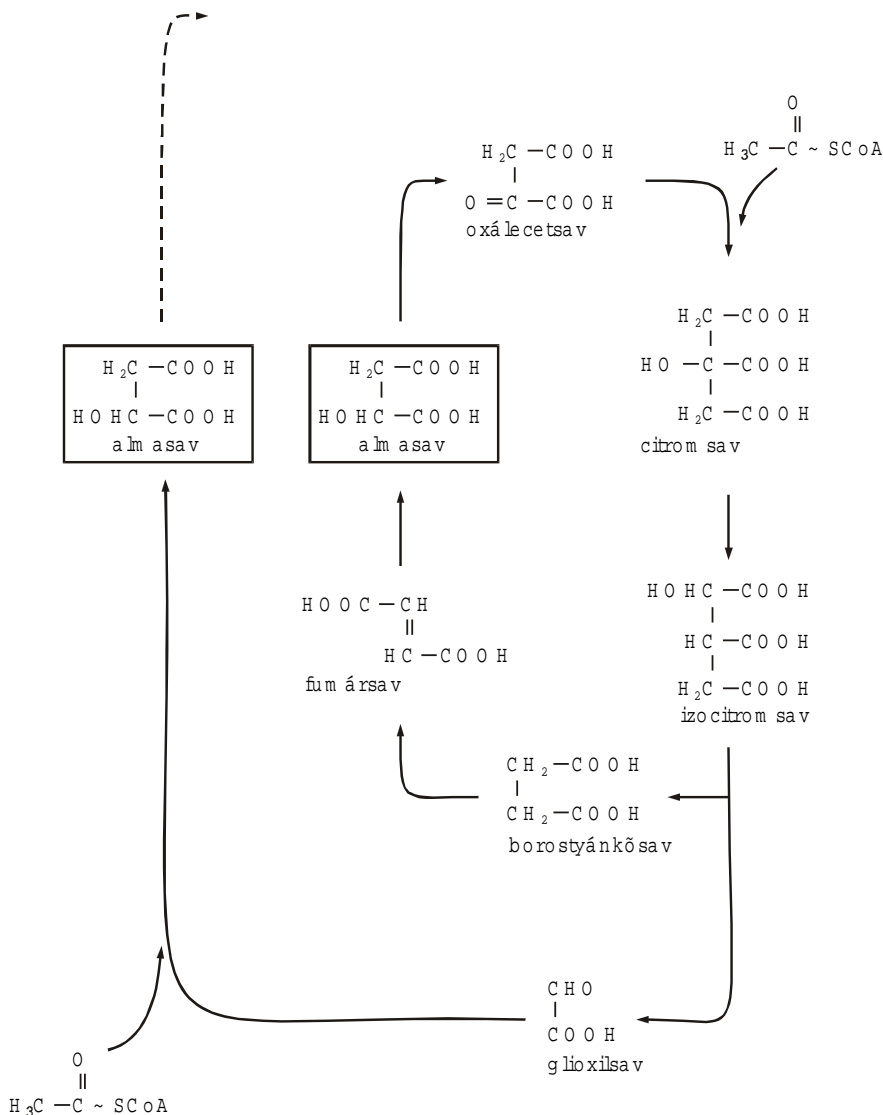 O
||
H₃C — C ~ SCoA
H₂C — COOH
|
O = C — COOH
oxálecetsav
H₂C — COOH
|
HO — C — COOH
|
H₂C — COOH
citromsav
H₂C — COOH
|
HOHC — COOH
almasav
H₂C — COOH
|
HOHC — COOH
almasav
HOHC — COOH
|
HC — COOH
|
H₂C — COOH
izocitromsav
HOOC — CH
||
HC — COOH
fumársav
CH₂ — COOH
|
CH₂ — COOH
borostyánkõsav
CHO
|
COOH
glioxilsav
O
||
H₃C — C ~ SCoA